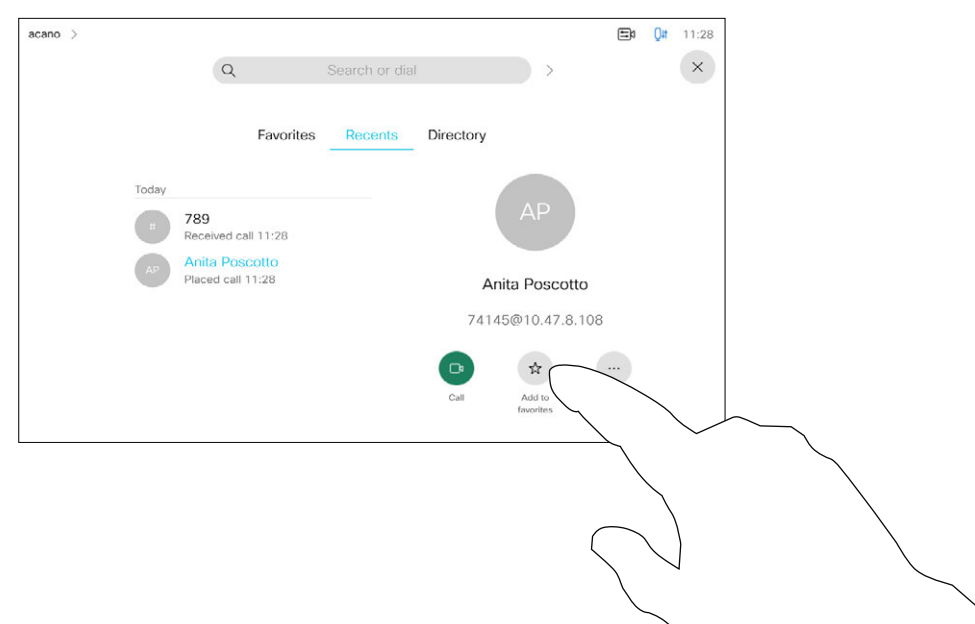 acano
11:28
Search or dial
Favorites Recents Directory
Today
789
Received call 11:28
AP
Anita Poscotto
Placed call 11:28
AP
Anita Poscotto
74145@10.47.8.108
Call
Add to
favorites